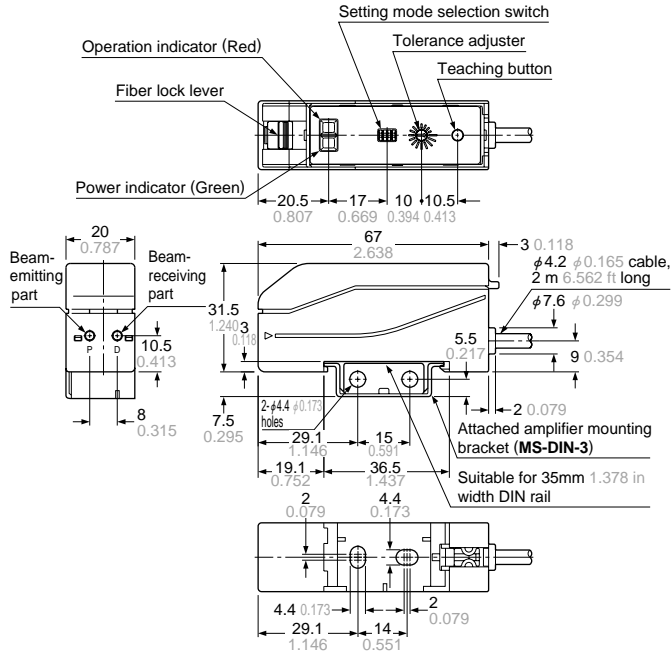 Setting mode selection switch
Operation indicator (Red)
Tolerance adjuster
Teaching button
Fiber lock lever
Power indicator (Green)
20.5 17 10 10.5
0.807 0.669 0.394 0.413
20
0.787
67
2.638
3 0.118
φ4.2 φ0.165 cable,
2 m 6.562 ft long
φ7.6 φ0.299
Beam-
emitting
part
Beam-
receiving
part
31.5
1.240
3
0.118
P D
10.5
0.413
5.5
0.217
9 0.354
8
0.315
7.5
0.295
2-φ4.4 φ0.173
holes
2 0.079
29.1 15
1.146 0.591
Attached amplifier mounting
bracket (MS-DIN-3)
19.1 36.5
0.752 1.437
Suitable for 35mm 1.378 in
width DIN rail
2 4.4
0.079 0.173
4.4 0.173 2
0.079
29.1 14
1.146 0.551